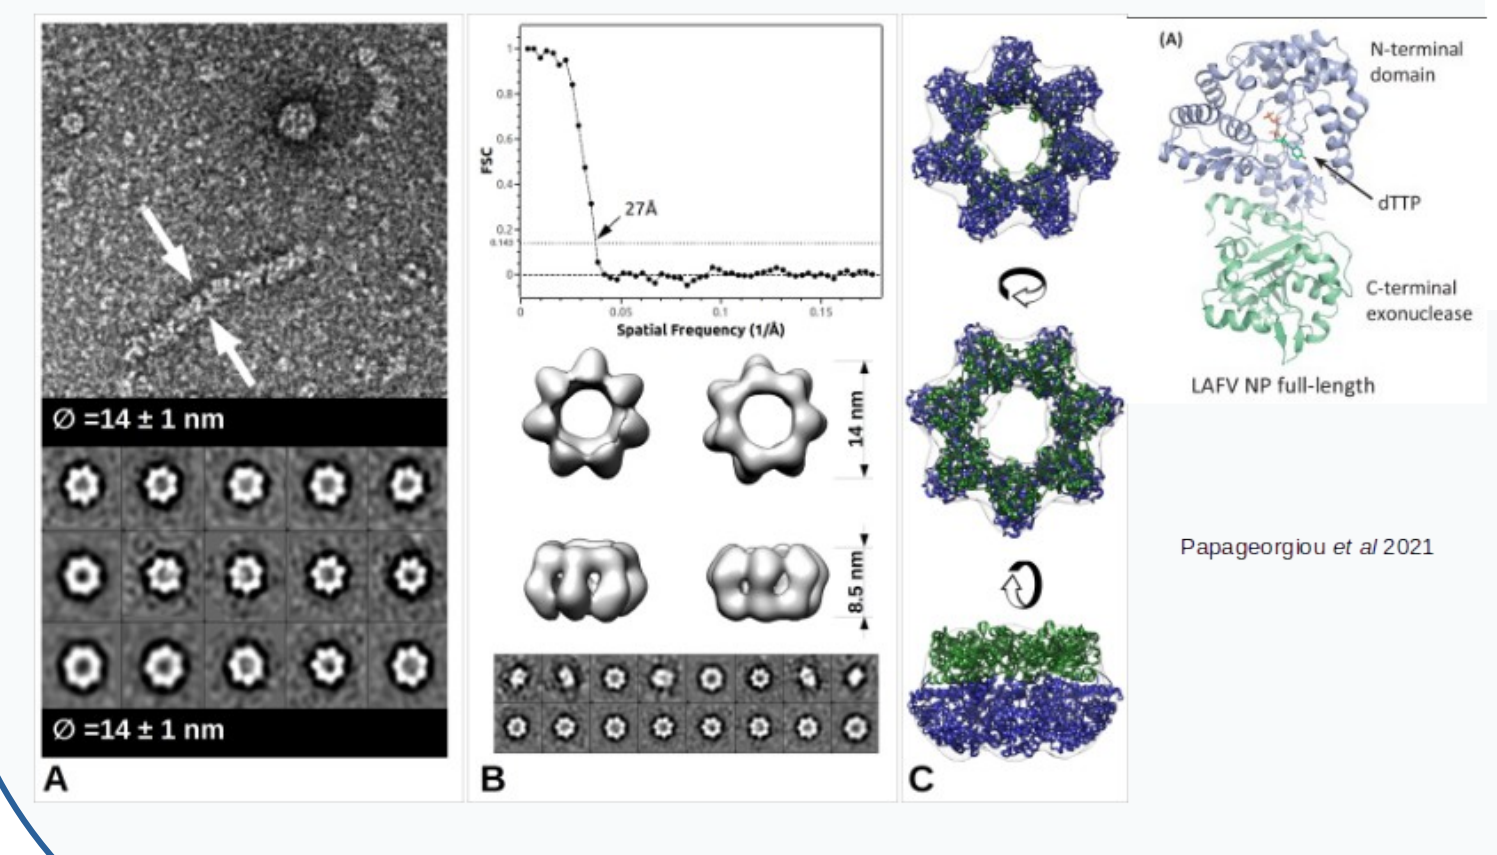 Ø =14 ± 1 nm
Ø =14 ± 1 nm
A
FSC
1
0.8
0.6
0.4
0.2
0.143
0
27Å
0
0.05
0.1
0.15
Spatial Frequency (1/Å)
14 nm
8.5 nm
B
C
(A)
N-terminal
domain
dTTP
C-terminal
exonuclease
LAFV NP full-length
Papageorgiou et al 2021